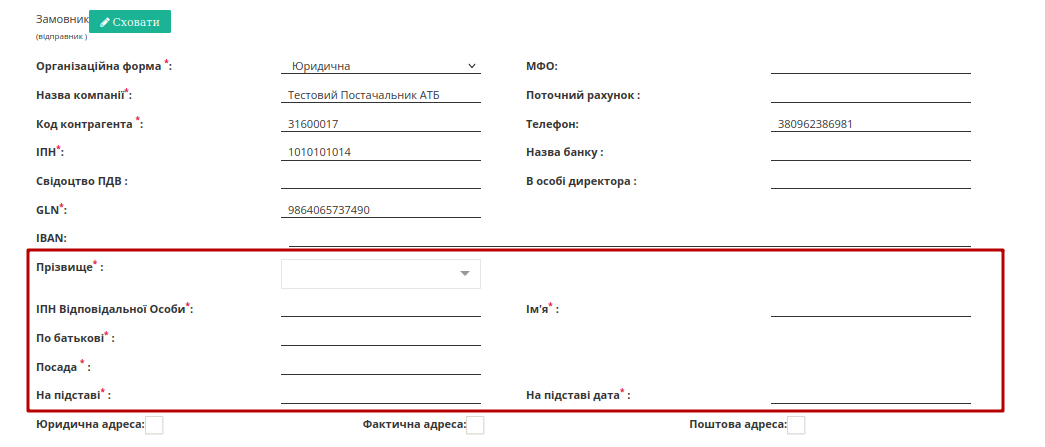 Замовник Сховати
(відправник )
Організаційна форма *: Юридична МФО:
Назва компанії*: Тестовий Постачальник АТБ Поточний рахунок :
Код контрагента *: 31600017 Телефон: 380962386981
ІПН*: 1010101014 Назва банку :
Свідоцтво ПДВ : В особі директора :
GLN*: 9864065737490
IBAN:
Прізвище* :
ІПН Відповідальної Особи*: Ім'я* :
По батькові* :
Посада * :
На підставі* : На підставі дата* :
Юридична адреса: Фактична адреса: Поштова адреса: